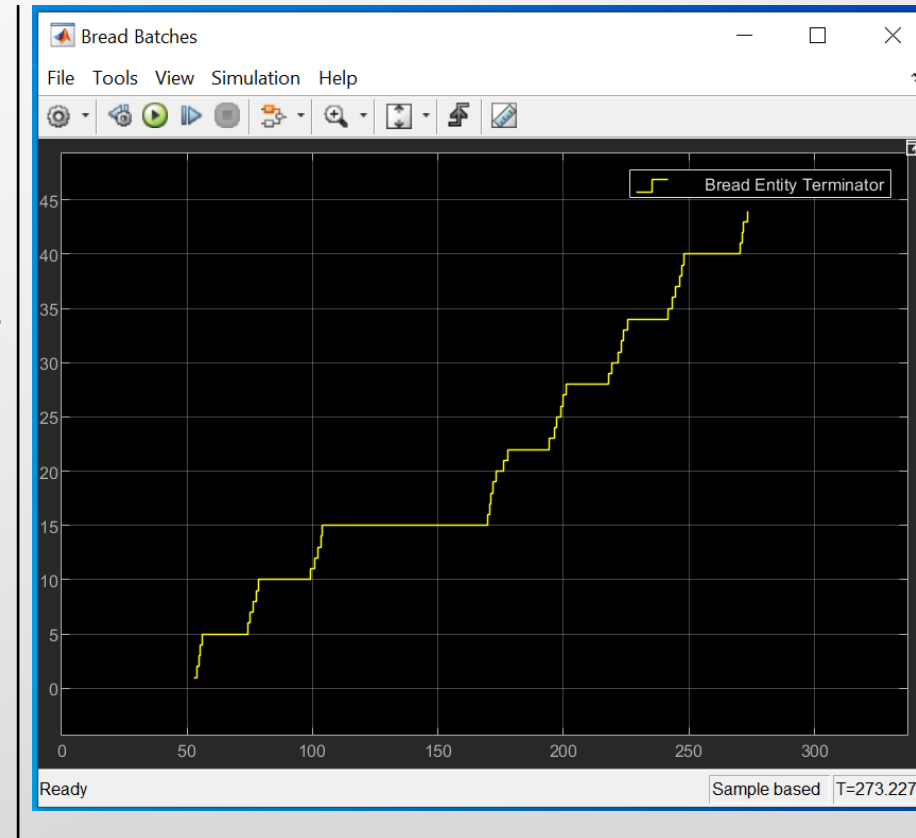 Bread Batches
File Tools View Simulation Help
Bread Entity Terminator
45
40
35
30
25
20
15
10
5
0
0 50 100 150 200 250 300
Ready Sample based T=273.227